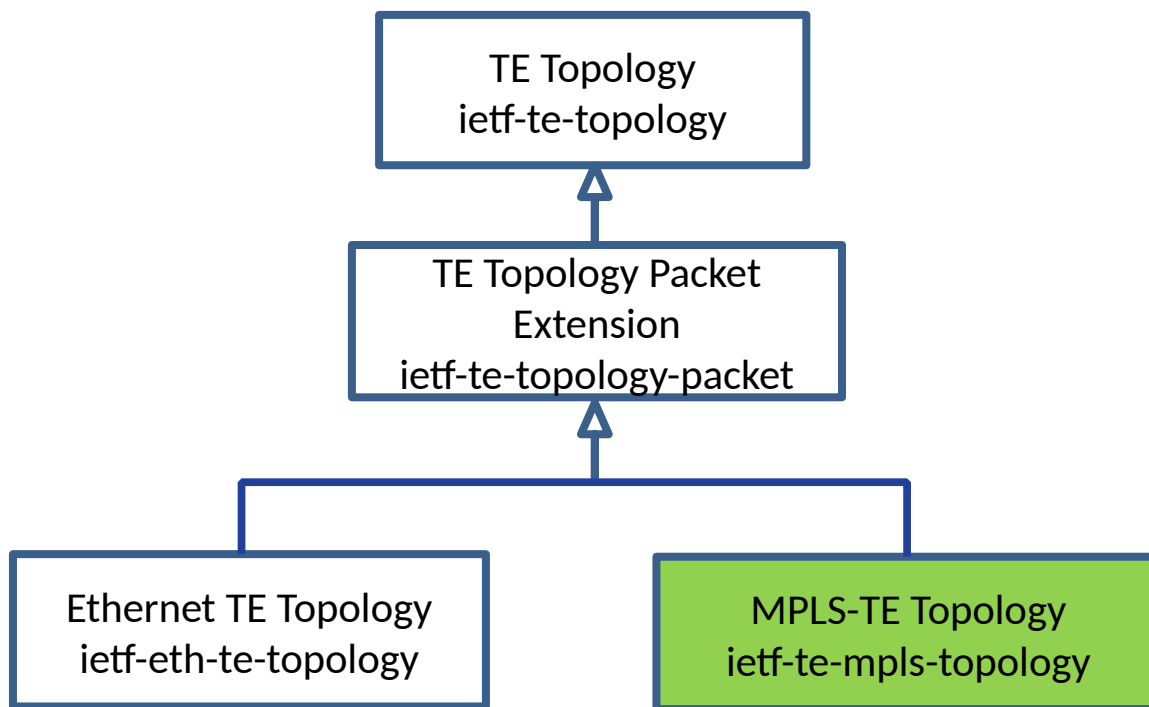 TE Topology
ietf-te-topology
TE Topology Packet
Extension
ietf-te-topology-packet
Ethernet TE Topology
ietf-eth-te-topology
MPLS-TE Topology
ietf-te-mpls-topology